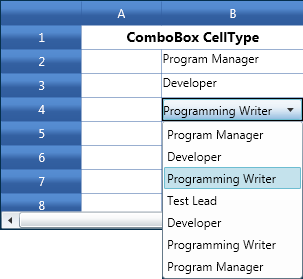 A B
1 ComboBox CellType
2 Program Manager
3 Developer
4 Programming Writer
5 Program Manager
Developer
6
7 Programming Writer
Test Lead
8 Developer
Programming Writer
Program Manager